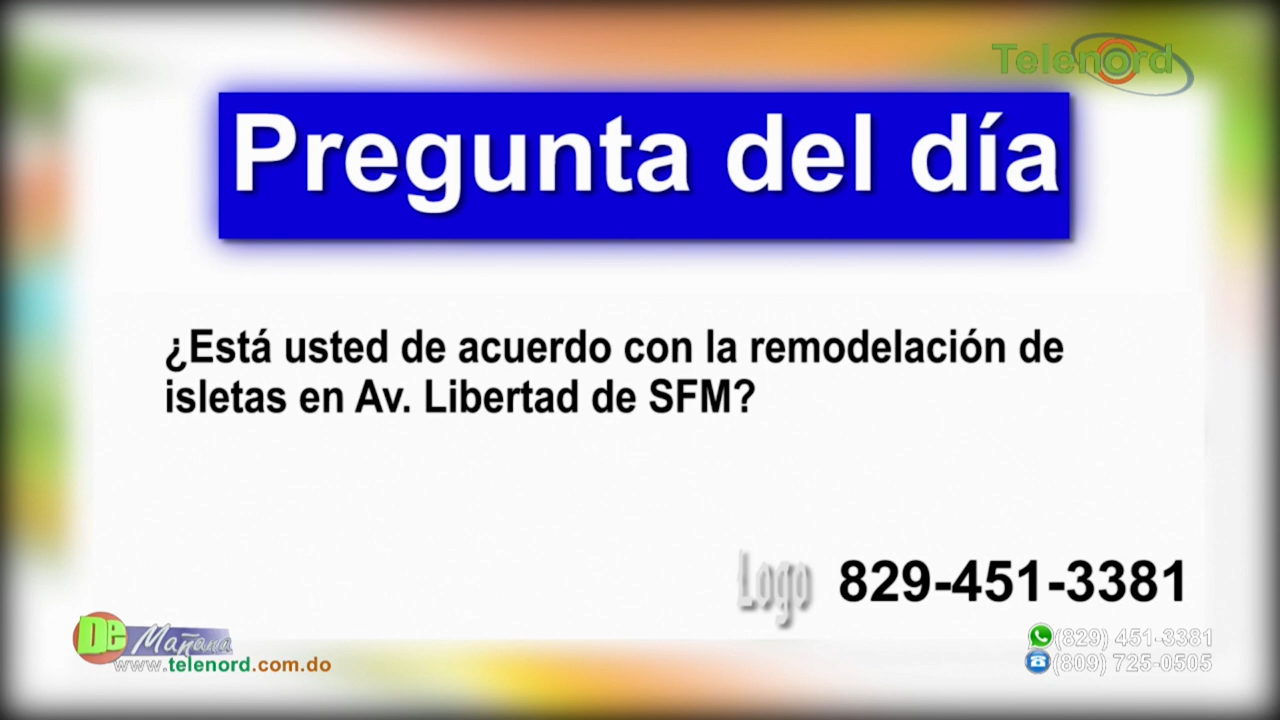 Telenord
Pregunta del día
¿Está usted de acuerdo con la remodelación de
isletas en Av. Libertad de SFM?
Logo 829-451-3381
De Mañana
www.telenord.com.do
(829) 451-3381
(809) 725-0505